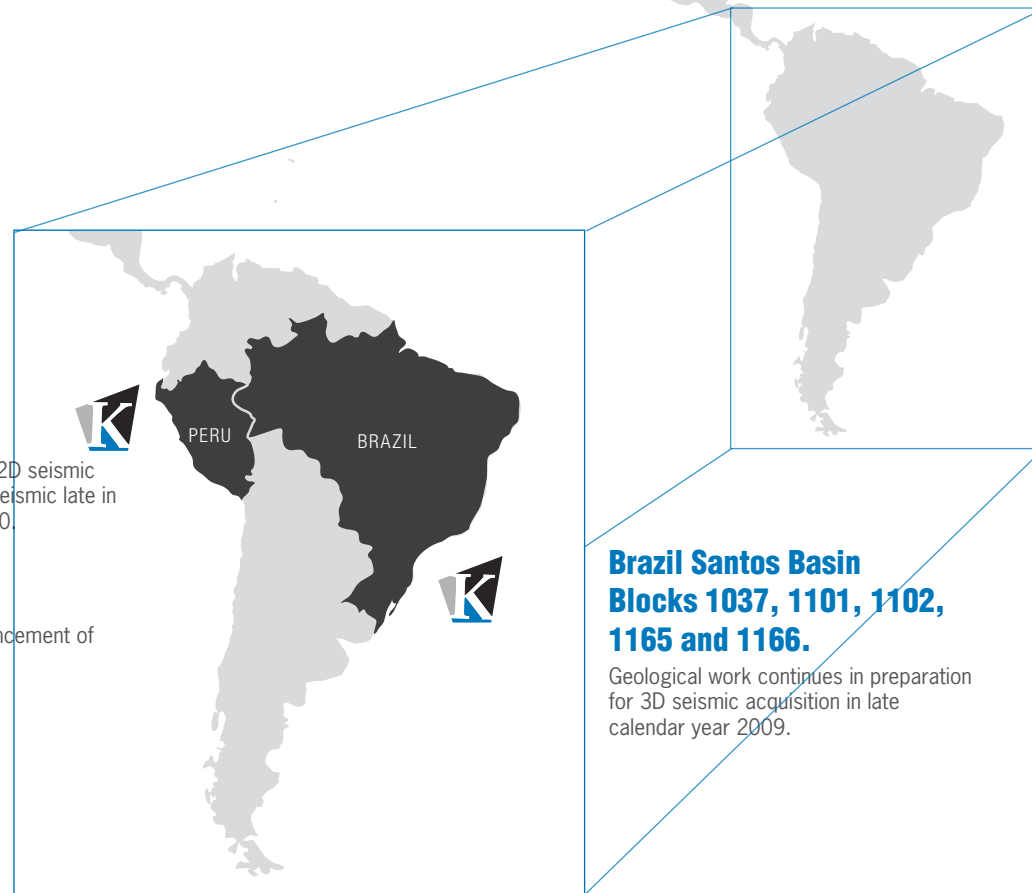 K
PERU
BRAZIL
2D seismic
eismic late in
0.
K
ncement of
Brazil Santos Basin
Blocks 1037, 1101, 1102,
1165 and 1166.
Geological work continues in preparation
for 3D seismic acquisition in late
calendar year 2009.